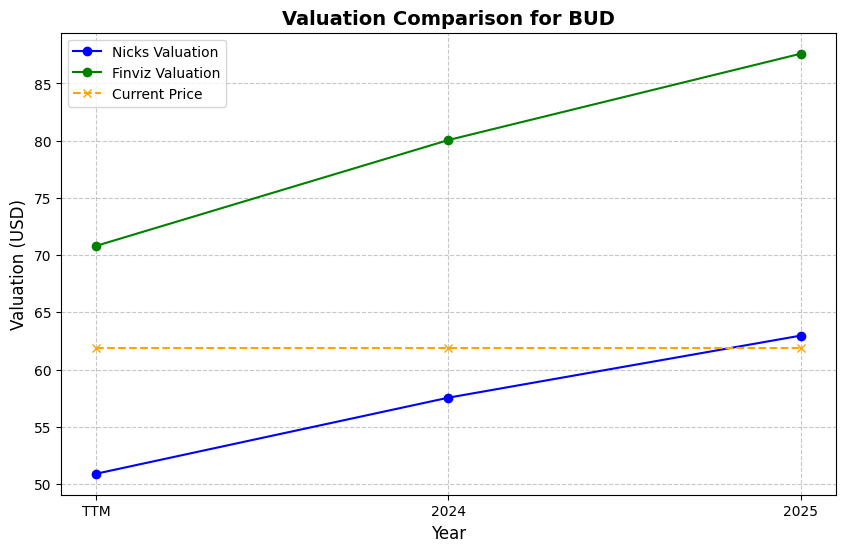 Valuation Comparison for BUD
Nicks Valuation
Finviz Valuation
Current Price
Valuation (USD)
85
80
75
70
65
60
55
50
TTM
2024
2025
Year